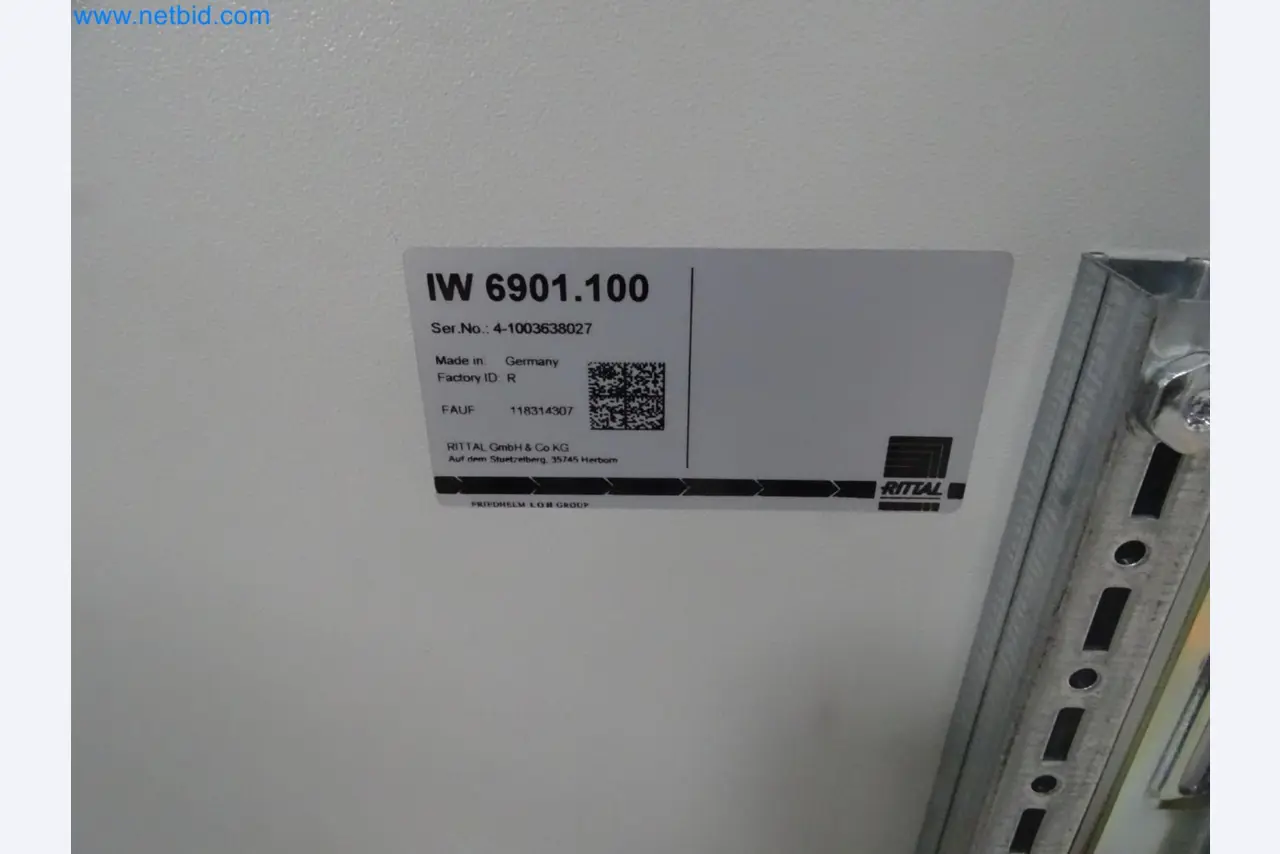 www.netbid.com
IW 6901.100
Ser.No.: 4-1003638027
Made in: Germany
Factory ID: R
FAUF 118314307
RITTAL GmbH & Co.KG
Auf dem Stuetzelberg, 35745 Herborn
RITTAL
FRIEDHELM LOH GROUP